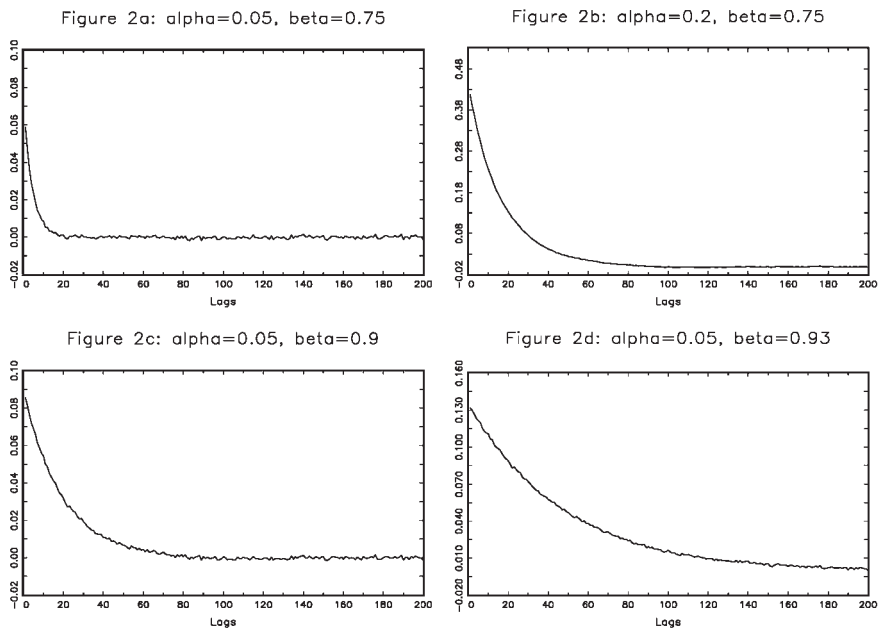 Figure 2a: alpha=0.05, beta=0.75
0.10
0.08
0.06
0.04
0.02
0.00
−0.02
0 20 40 60 80 100 120 140 160 180 200
Lags
Figure 2b: alpha=0.2, beta=0.75
0.48
0.38
0.28
0.18
0.08
−0.02
0 20 40 60 80 100 120 140 160 180 200
Lags
Figure 2c: alpha=0.05, beta=0.9
0.10
0.08
0.06
0.04
0.02
0.00
−0.02
0 20 40 60 80 100 120 140 160 180 200
Lags
Figure 2d: alpha=0.05, beta=0.93
0.160
0.130
0.100
0.070
0.040
0.010
−0.020
0 20 40 60 80 100 120 140 160 180 200
Lags